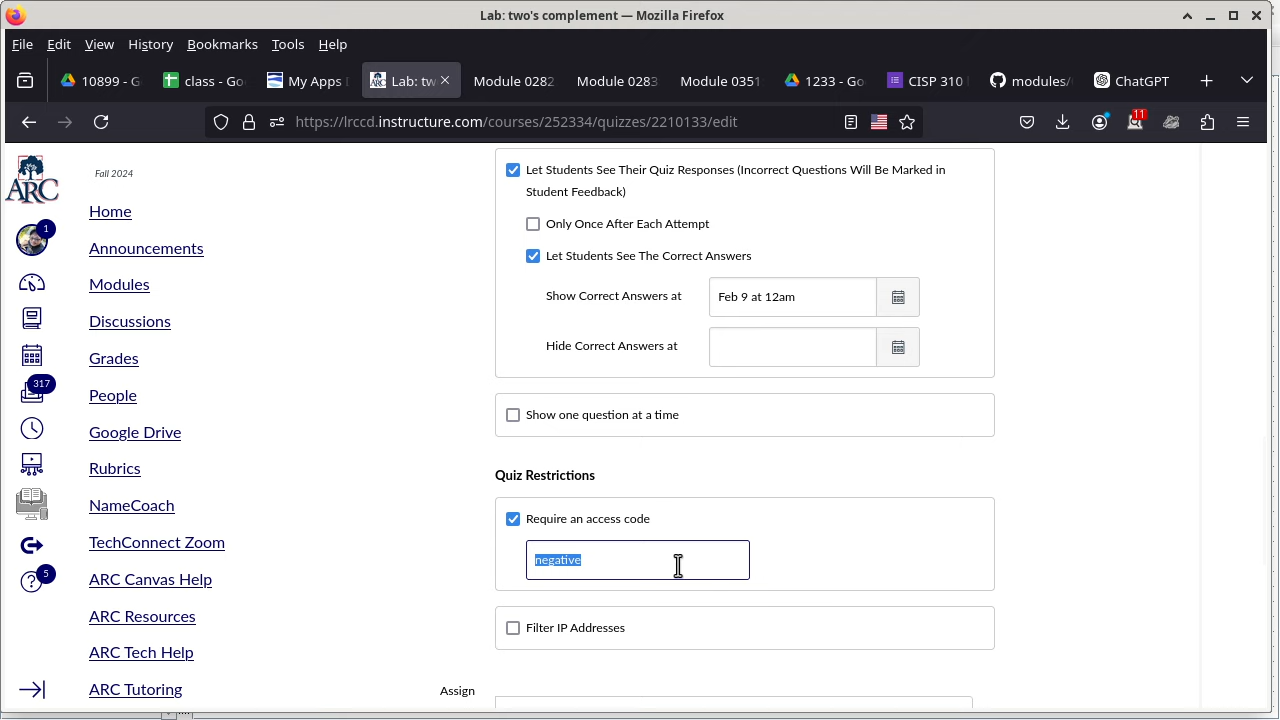 Lab: two's complement — Mozilla Firefox
File Edit View History Bookmarks Tools Help
10899 - G
class - Go
My Apps
Lab: tw
Module 0282
Module 0283
Module 0351
1233 - Go
CISP 310
modules/
ChatGPT
https://lrccd.instructure.com/courses/252334/quizzes/2210133/edit
11
ARC
Fall 2024
Home
1
Announcements
Modules
Discussions
Grades
317
People
Google Drive
Rubrics
NameCoach
TechConnect Zoom
5
ARC Canvas Help
ARC Resources
ARC Tech Help
ARC Tutoring
Let Students See Their Quiz Responses (Incorrect Questions Will Be Marked in
Student Feedback)
Only Once After Each Attempt
Let Students See The Correct Answers
Show Correct Answers at Feb 9 at 12am
Hide Correct Answers at
Show one question at a time
Quiz Restrictions
Require an access code
negative
Filter IP Addresses
Assign